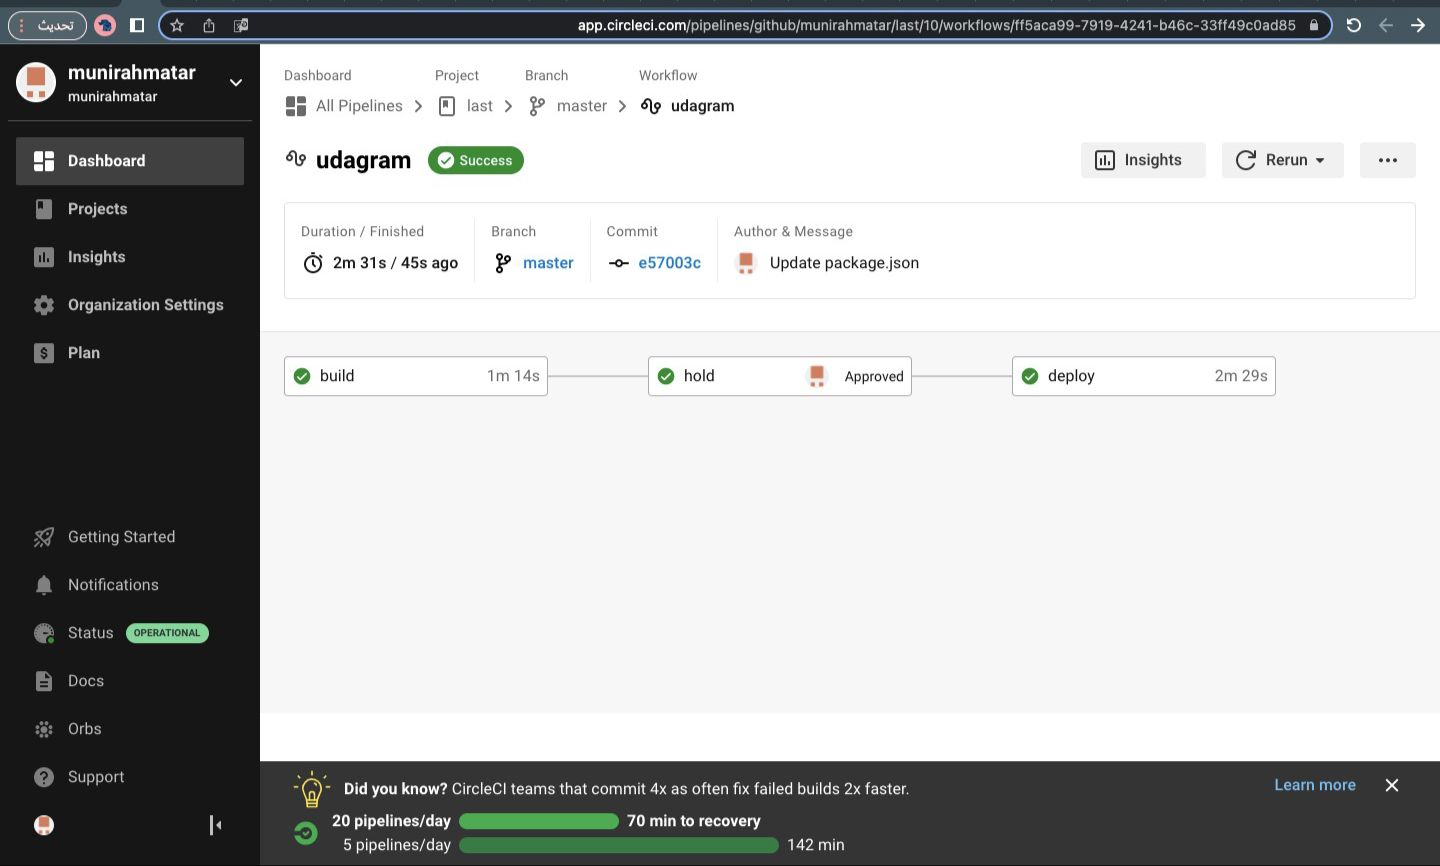 تحديث
app.circleci.com/pipelines/github/munirahmatar/last/10/workflows/ff5aca99-7919-4241-b46c-33ff49c0ad85
munirahmatar
munirahmatar
Dashboard
Projects
Insights
Organization Settings
$ Plan
Getting Started
Notifications
Status OPERATIONAL
Docs
Orbs
? Support
Dashboard Project Branch Workflow
All Pipelines last master udagram
udagram Success
Insights Rerun
Duration / Finished Branch Commit Author & Message
2m 31s / 45s ago master e57003c Update package.json
build 1m 14s hold Approved deploy 2m 29s
Did you know? CircleCI teams that commit 4x as often fix failed builds 2x faster. Learn more
20 pipelines/day 70 min to recovery
5 pipelines/day 142 min